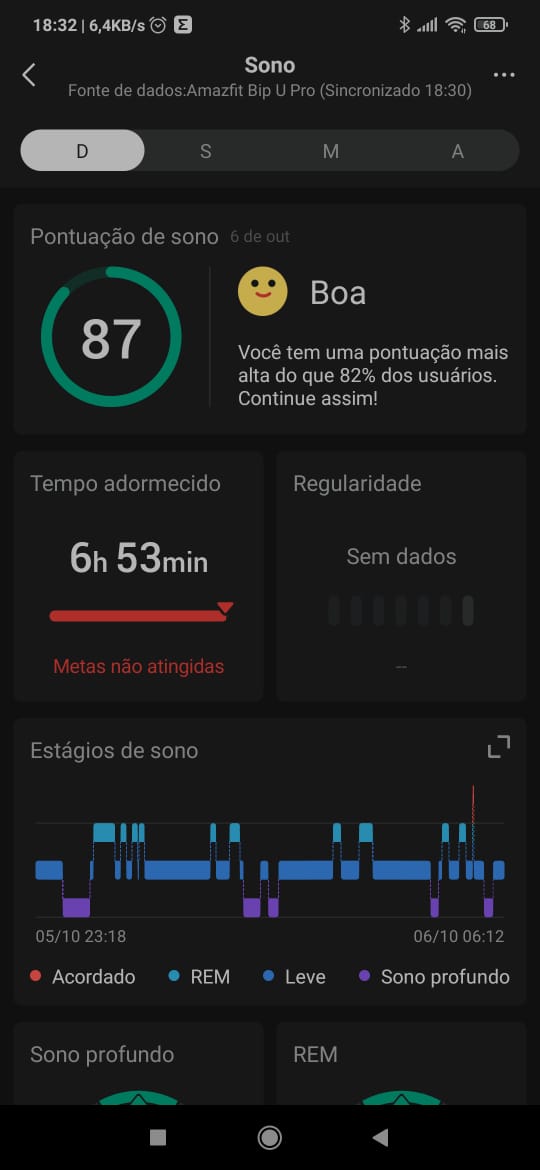 18:32 | 6,4KB/s Σ 68
Sono
Fonte de dados:Amazfit Bip U Pro (Sincronizado 18:30)
D S M A
Pontuação de sono 6 de out
87
Boa
Você tem uma pontuação mais
alta do que 82% dos usuários.
Continue assim!
Tempo adormecido
6h 53min
Metas não atingidas
Regularidade
Sem dados
--
Estágios de sono
05/10 23:18 06/10 06:12
Acordado REM Leve Sono profundo
Sono profundo
REM